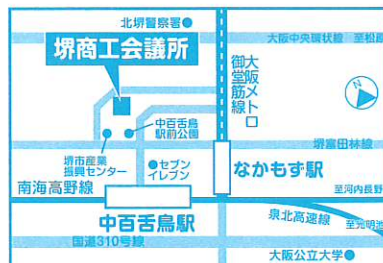 北堺警察署
大阪中央環状線
至松原
堺商工会議所
大阪メトロ
御堂筋線
N
中百舌鳥
駅前公園
堺富田林線
堺市産業
振興センター
セブン
イレブン
なかもず駅
南海高野線
至河内長野
中百舌鳥駅
泉北高速線
至光明池
国道310号線
大阪公立大学